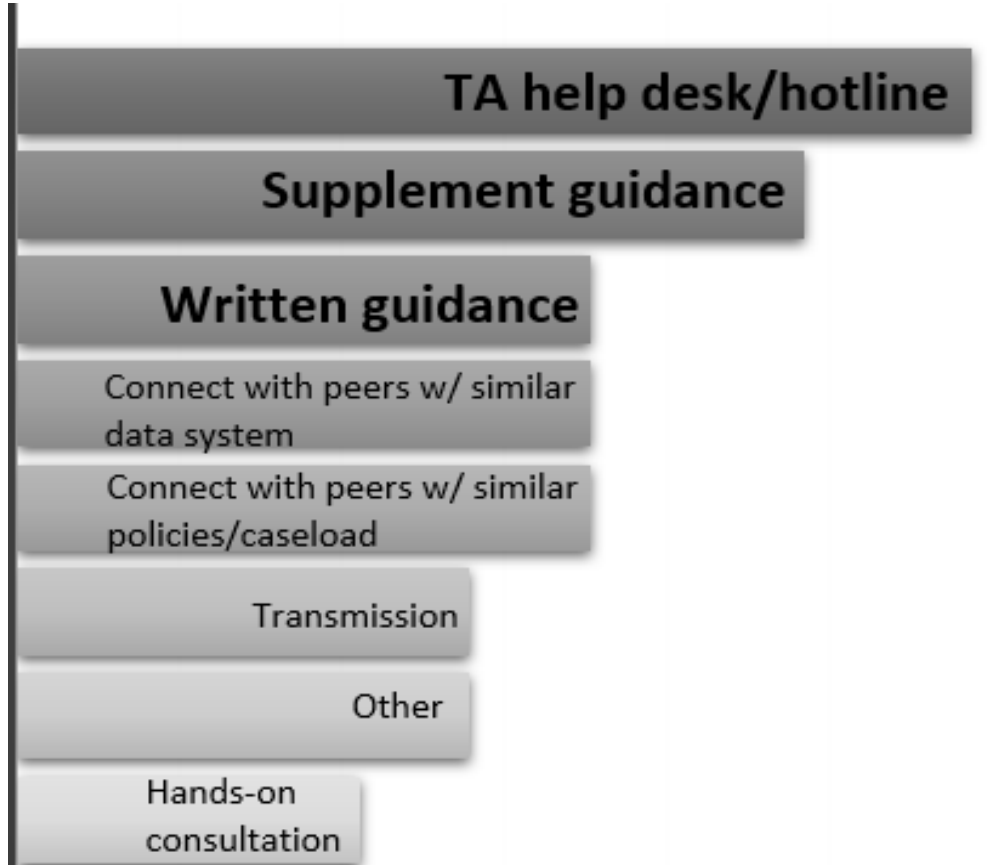 TA help desk/hotline
Supplement guidance
Written guidance
Connect with peers w/ similar
data system
Connect with peers w/ similar
policies/caseload
Transmission
Other
Hands-on
consultation